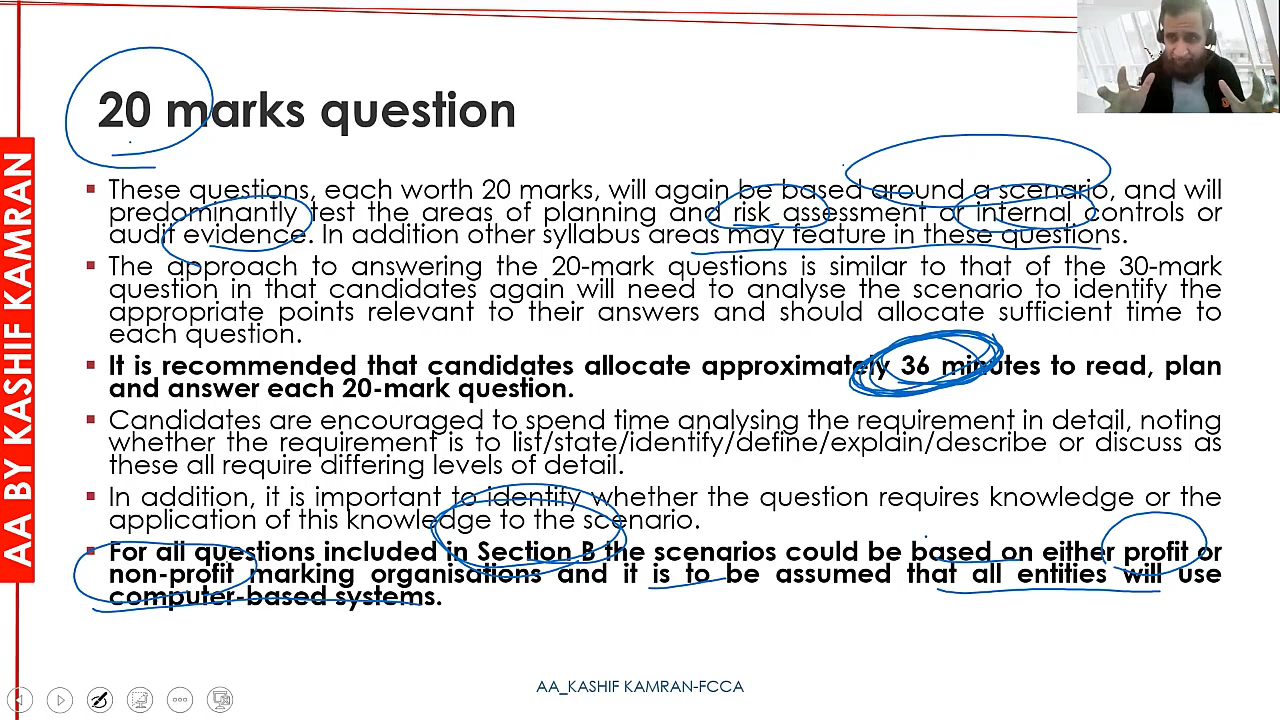 20 marks question
These questions, each worth 20 marks, will again be based around a scenario, and will
predominantly test the areas of planning and risk assessment or internal controls or
audit evidence. In addition other syllabus areas may feature in these questions.
The approach to answering the 20-mark questions is similar to that of the 30-mark
question in that candidates again will need to analyse the scenario to identify the
appropriate points relevant to their answers and should allocate sufficient time to
each question.
It is recommended that candidates allocate approximately 36 minutes to read, plan
and answer each 20-mark question.
Candidates are encouraged to spend time analysing the requirement in detail, noting
whether the requirement is to list/state/identify/define/explain/describe or discuss as
these all require differing levels of detail.
In addition, it is important to identify whether the question requires knowledge or the
application of this knowledge to the scenario.
For all questions included in Section B the scenarios could be based on either profit or
non-profit marking organisations and it is to be assumed that all entities will use
computer-based systems.
AA BY KASHIF KAMRAN
AA_KASHIF KAMRAN-FCCA